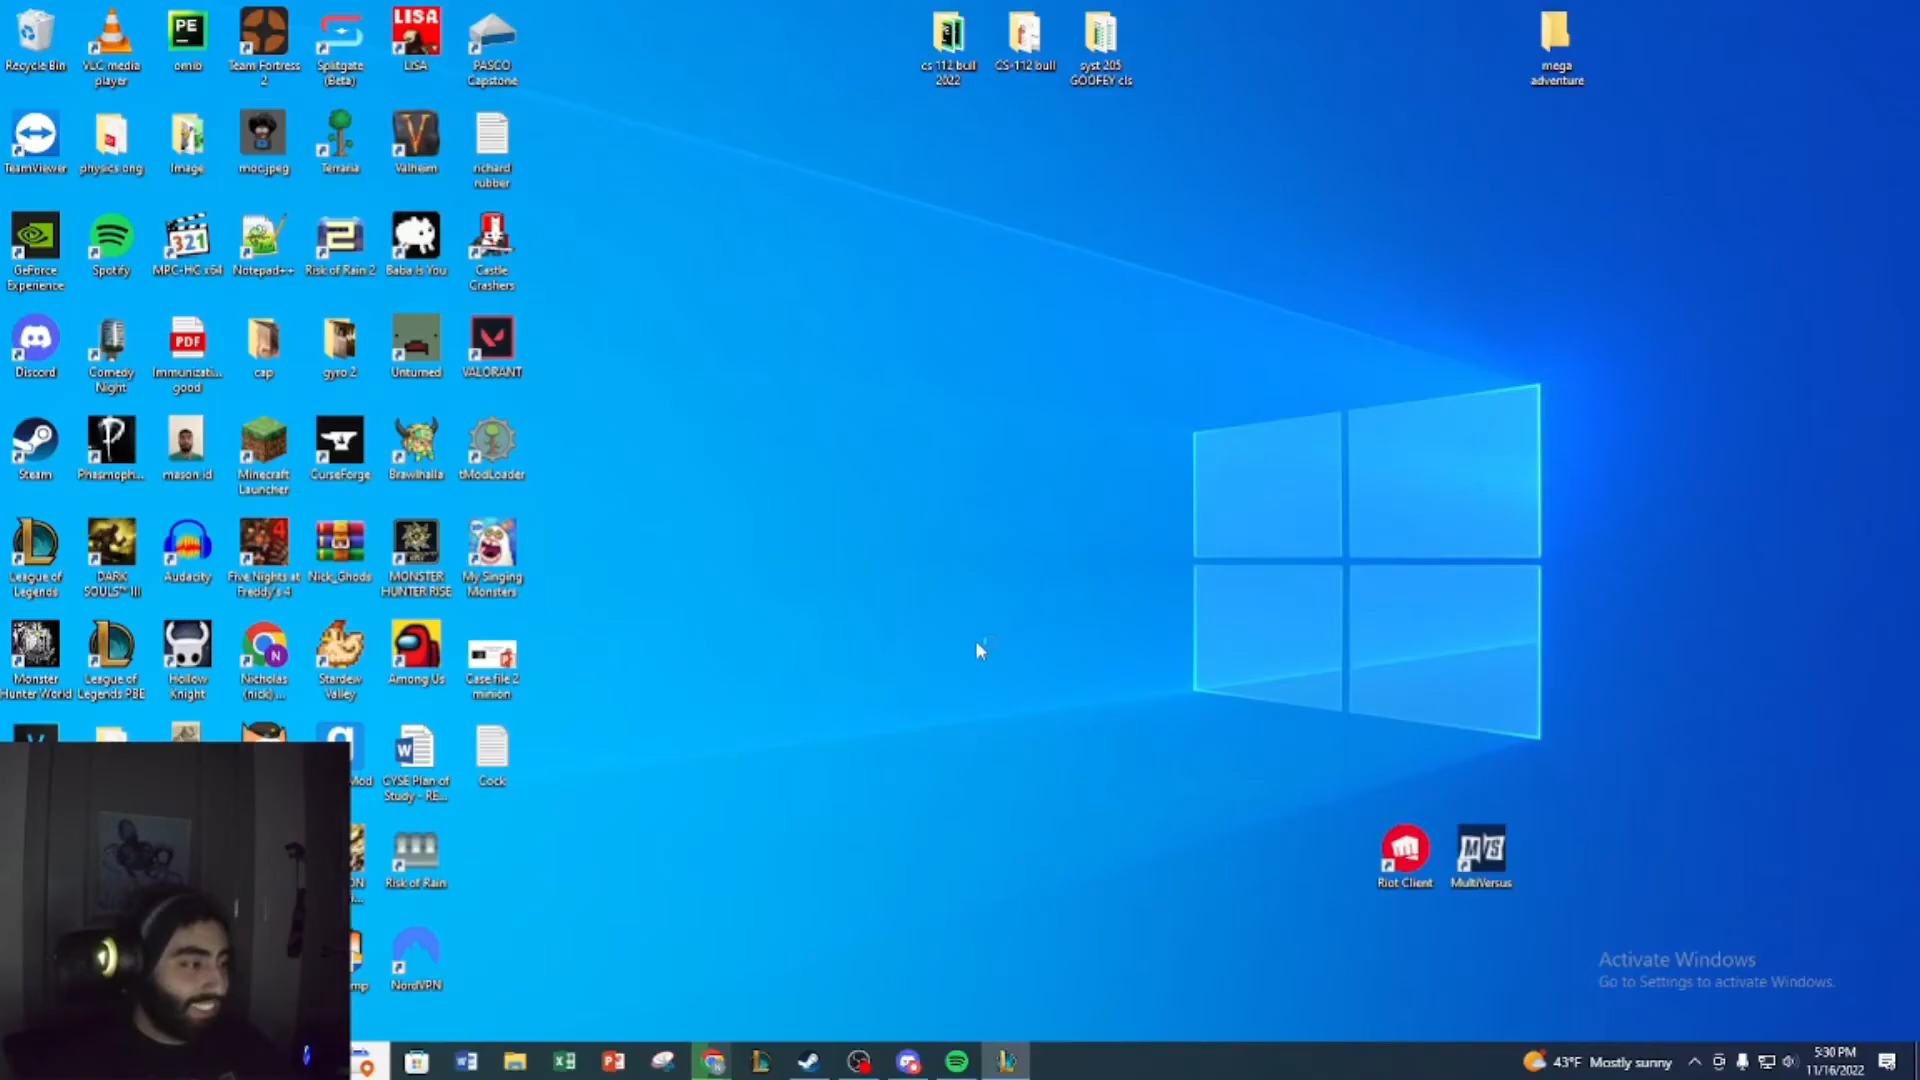 Recycle Bin
VLC media player
omib
Team Fortress 2
Splitgate (Beta)
LISA
LISA
PASCO Capstone
cs 112 bull 2022
CS-112 bull
syst 205 GOOFEY cls
mega adventure
TeamViewer
physics ong
Image
moc.jpeg
Terraria
Valheim
richard rubber
GeForce Experience
Spotify
321
MPC-HC x64
Notepad++
Risk of Rain 2
Baba Is You
Castle Crashers
Discord
Comedy Night
PDF
Immunizati... good
cap
gyro 2
Unturned
VALORANT
Steam
Phasmoph...
mason id
Minecraft Launcher
CurseForge
Brawlhalla
tModLoader
League of Legends
DARK SOULS™ III
Audacity
Five Nights at Freddy's 4
Nick_Ghods
MONSTER HUNTER RISE
My Singing Monsters
Monster Hunter World
League of Legends PBE
Hollow Knight
Nicholas (nick) ...
Stardew Valley
Among Us
Case file 2 minion
Mod
CYSE Plan of Study - RE...
Cock
Risk of Rain
Riot Client
MultiVersus
NordVPN
Activate Windows
Go to Settings to activate Windows.
43°F Mostly sunny
5:30 PM
11/16/2022